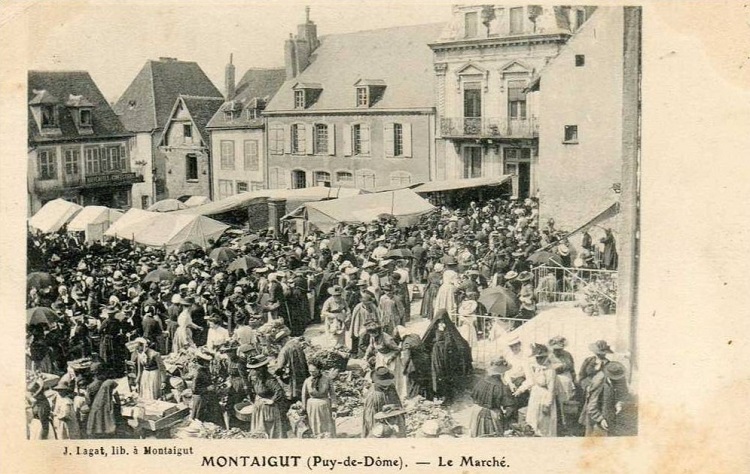 J. Lagat, lib. à Montaigut
MONTAIGUT (Puy-de-Dôme). — Le Marché.